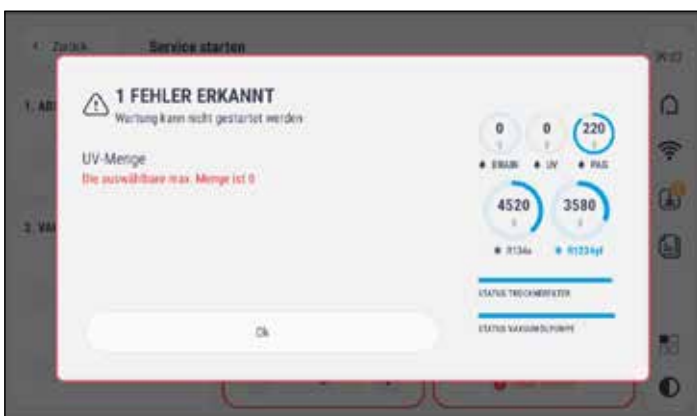 Zurück
Service starten
1 FEHLER ERKANNT
Wartung kann nicht gestartet werden
UV-Menge
Die auswählbare max. Menge ist 0
Ok
0
0
220
DRAIN
UV
PAG
4520
3580
R134a
R1234yf
STATUS TROCKNERFILTER
STATUS VAKUUMÖLPUMPE